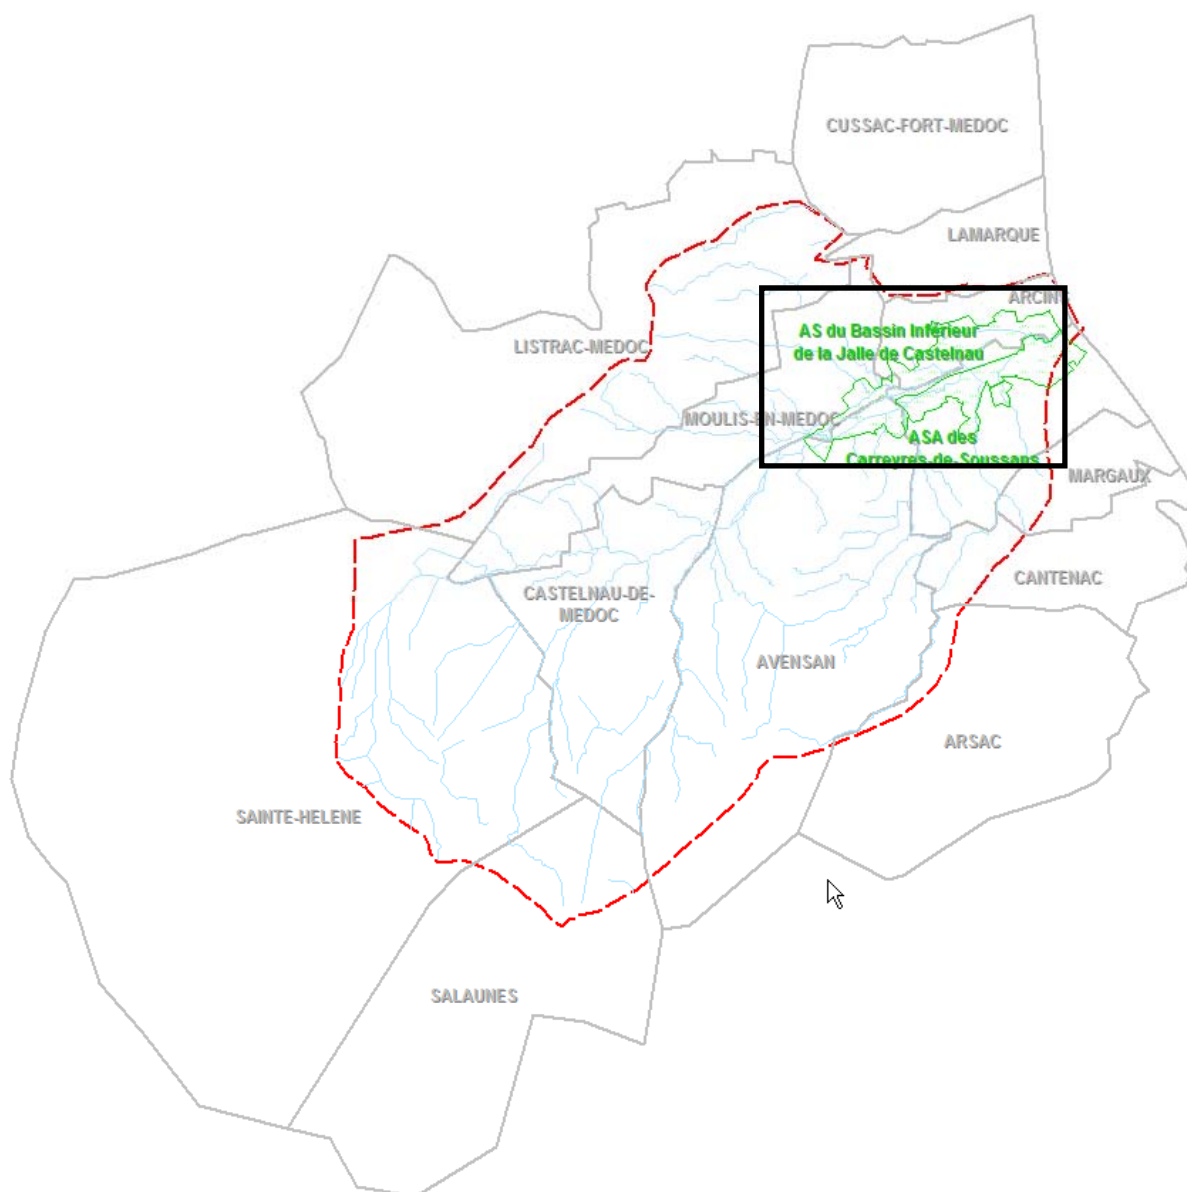 CUSSAC-FORT-MEDOC
LAMARQUE
ARCINS
AS du Bassin Inférieur
de la Jalle de Castelnau
LISTRAC-MEDOC
MOULIS-EN-MEDOC
ASA des
Carreyres-de-Soussans
MARGAUX
CANTENAC
CASTELNAU-DE-
MEDOC
AVENSAN
ARSAC
SAINTE-HELENE
SALAUNES